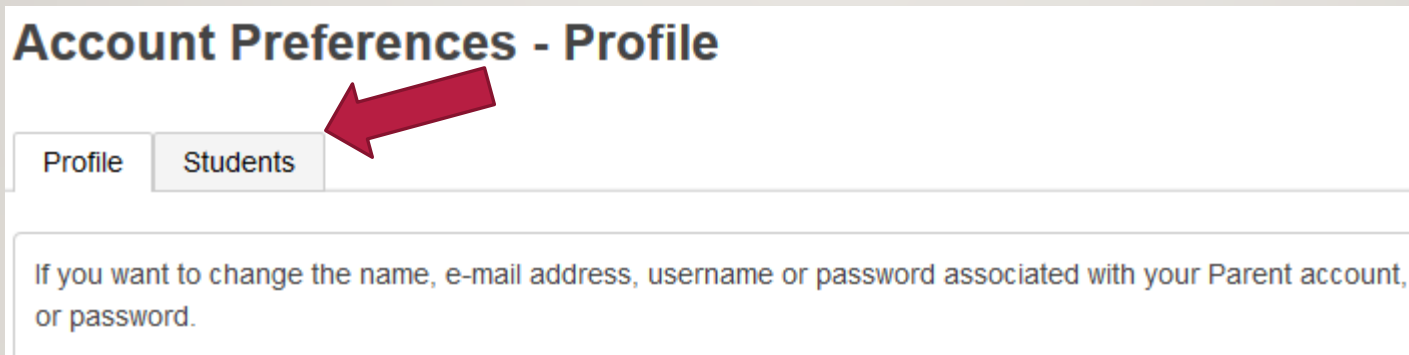 Account Preferences - Profile
Profile Students
If you want to change the name, e-mail address, username or password associated with your Parent account,
or password.